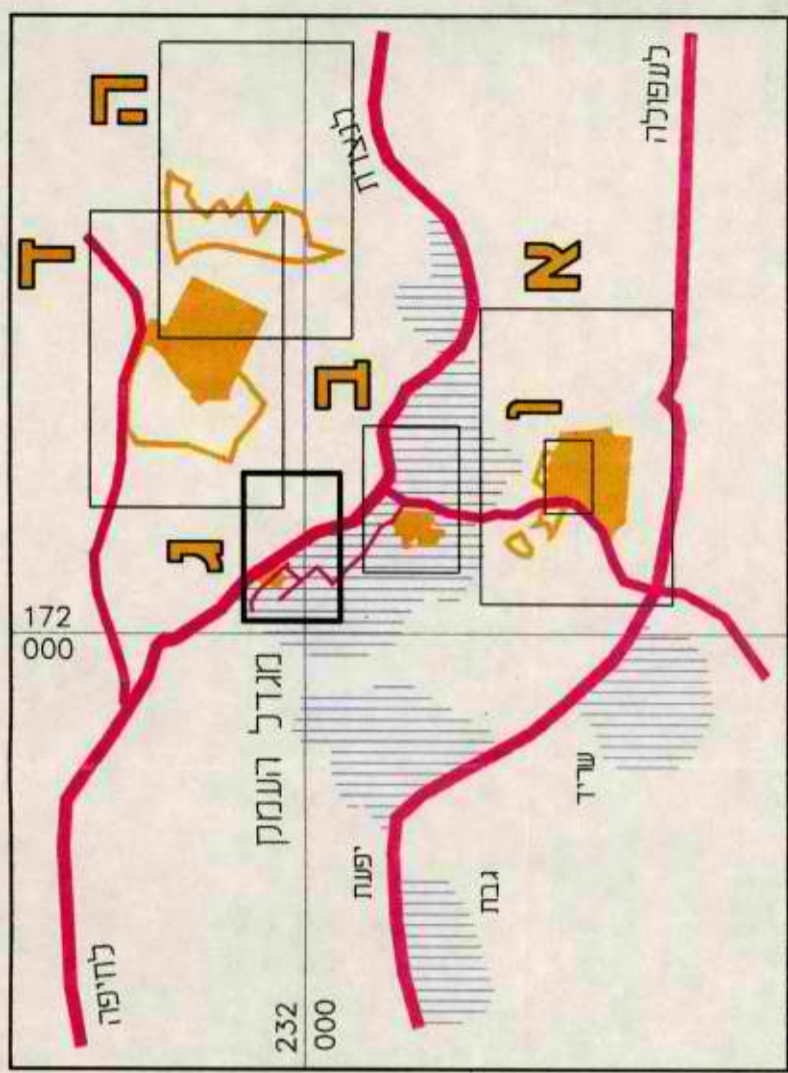 ה
ד
לנצרת
לעפולה
א
ב
ו
ג
172
000
מגדל העמק
שריד
יפעת
גבת
לחיפה
232
000